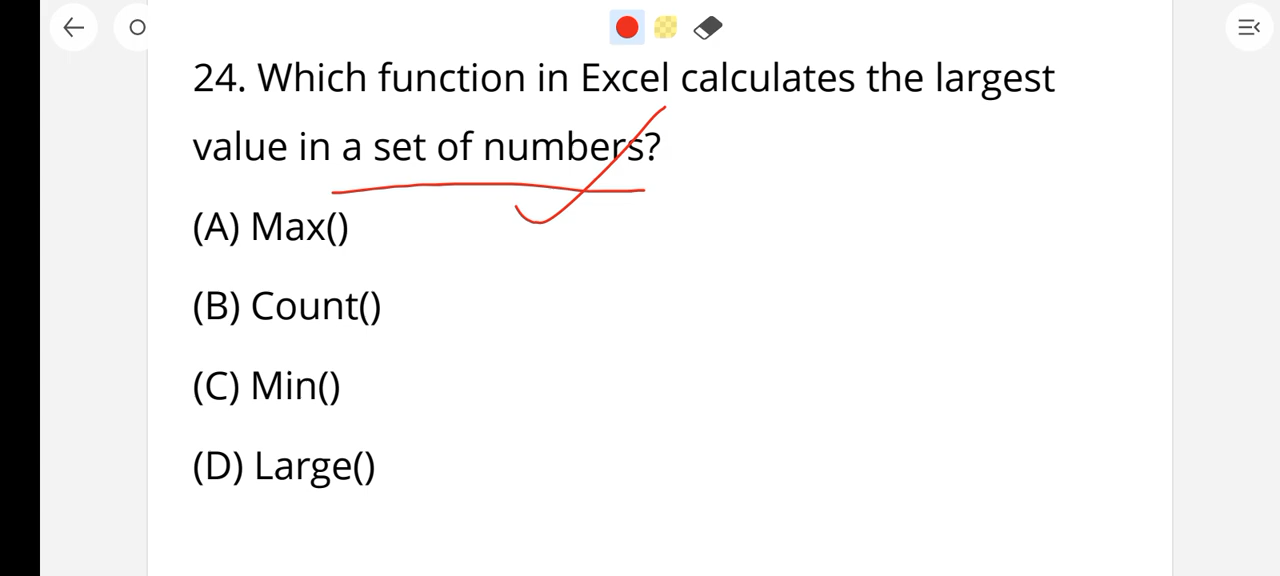 24. Which function in Excel calculates the largest
value in a set of numbers?
(A) Max()
(B) Count()
(C) Min()
(D) Large()